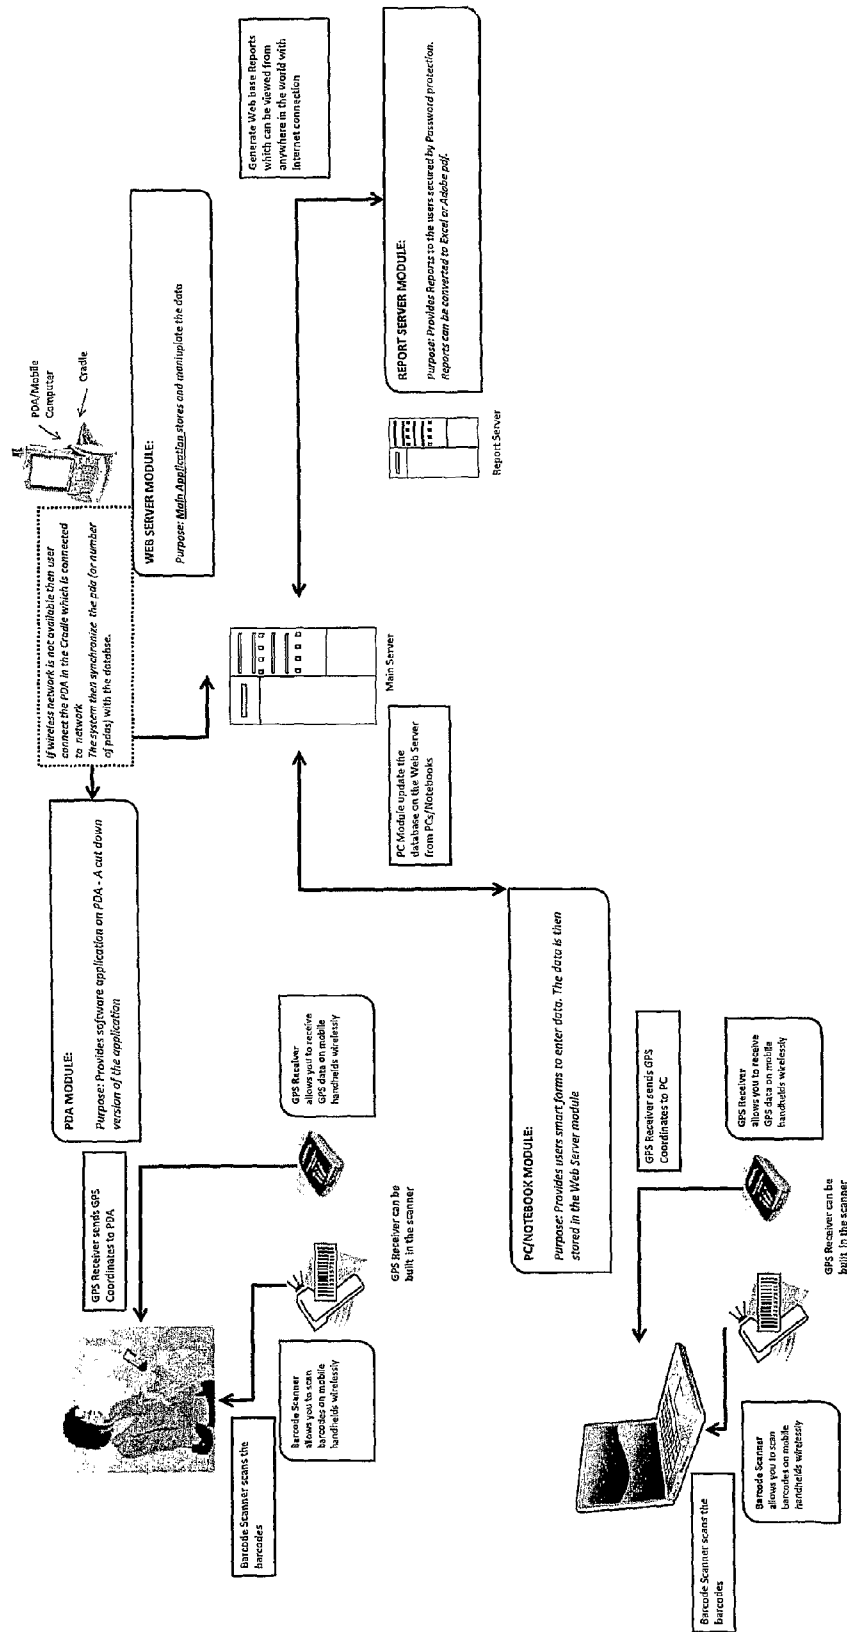 PDA/Mobile
Computer
Cradle
If wireless network is not available then user
connect the PDA in the Cradle which is connected
to network
The system then synchronize the pda (or number
of pdas) with the databse.
PDA MODULE:
Purpose: Provides software application on PDA - A cut down
version of the application
GPS Receiver sends GPS
Coordinates to PDA
WEB SERVER MODULE:
Purpose: Main Application stores and maniuplate the data
Generate Web base Reports
which can be viewed from
anywhere in the world with
Internet connection
Main Server
Barcode Scanner scans the
barcodes
Barcode Scanner
allows you to scan
barcodes on mobile
handhelds wirelessly
GPS Receiver
allows you to receive
GPS data on mobile
handhelds wirelessly
GPS Receiver can be
built in the scanner
PC Module update the
database on the Web Server
from PCs/Notebooks
REPORT SERVER MODULE:
Purpose: Provides Reports to the users secured by Password protection.
Reports can be converted to Excel or Adobe pdf.
Report Server
PC/NOTEBOOK MODULE:
Purpose: Provides users smart forms to enter data. The data is then
stored in the Web Server module
GPS Receiver sends GPS
Coordinates to PC
Barcode Scanner scans the
barcodes
Barcode Scanner
allows you to scan
barcodes on mobile
handhelds wirelessly
GPS Receiver
allows you to receive
GPS data on mobile
handhelds wirelessly
GPS Receiver can be
built in the scanner